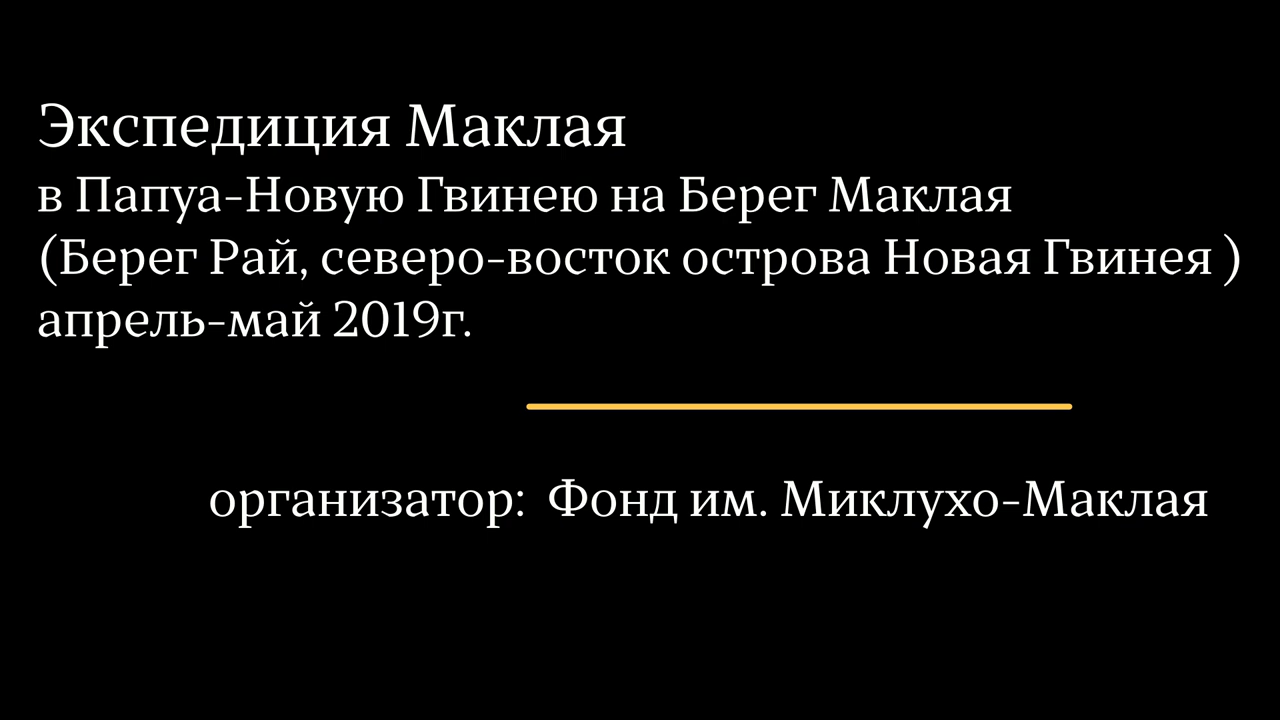 Экспедиция Маклая
в Папуа-Новую Гвинею на Берег Маклая
(Берег Рай, северо-восток острова Новая Гвинея )
апрель-май 2019г.
организатор: Фонд им. Миклухо-Маклая